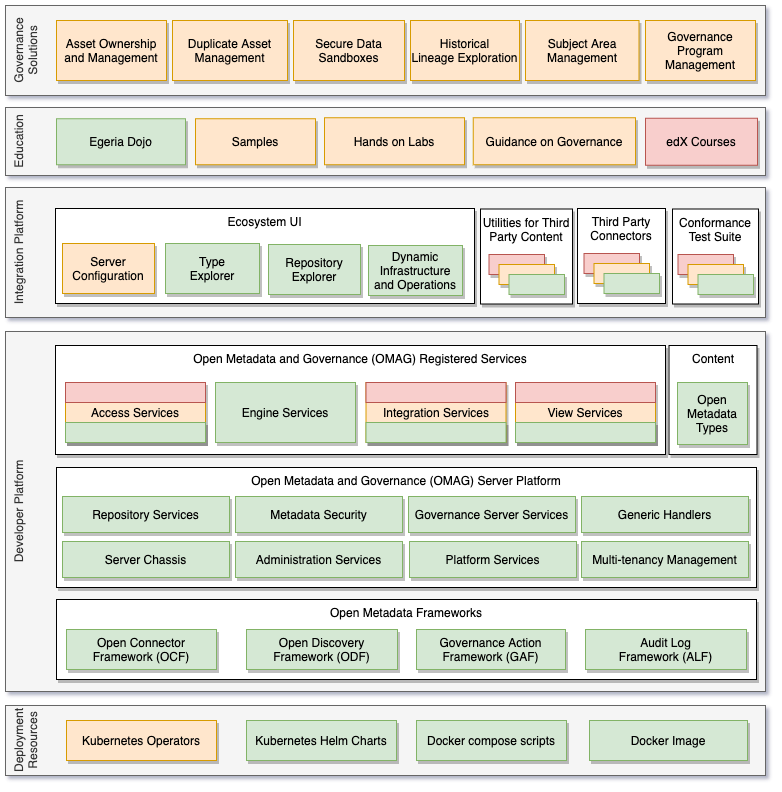 Governance
Solutions
Asset Ownership
and Management
Duplicate Asset
Management
Secure Data
Sandboxes
Historical
Lineage Exploration
Subject Area
Management
Governance
Program
Management
Education
Egeria Dojo
Samples
Hands on Labs
Guidance on Governance
edX Courses
Integration Platform
Ecosystem UI
Server
Configuration
Type
Explorer
Repository
Explorer
Dynamic
Infrastructure
and Operations
Utilities for Third
Party Content
Third Party
Connectors
Conformance
Test Suite
Developer Platform
Open Metadata and Governance (OMAG) Registered Services
Access Services
Engine Services
Integration Services
View Services
Content
Open
Metadata
Types
Open Metadata and Governance (OMAG) Server Platform
Repository Services
Metadata Security
Governance Server Services
Generic Handlers
Server Chassis
Administration Services
Platform Services
Multi-tenancy Management
Open Metadata Frameworks
Open Connector
Framework (OCF)
Open Discovery
Framework (ODF)
Governance Action
Framework (GAF)
Audit Log
Framework (ALF)
Deployment
Resources
Kubernetes Operators
Kubernetes Helm Charts
Docker compose scripts
Docker Image